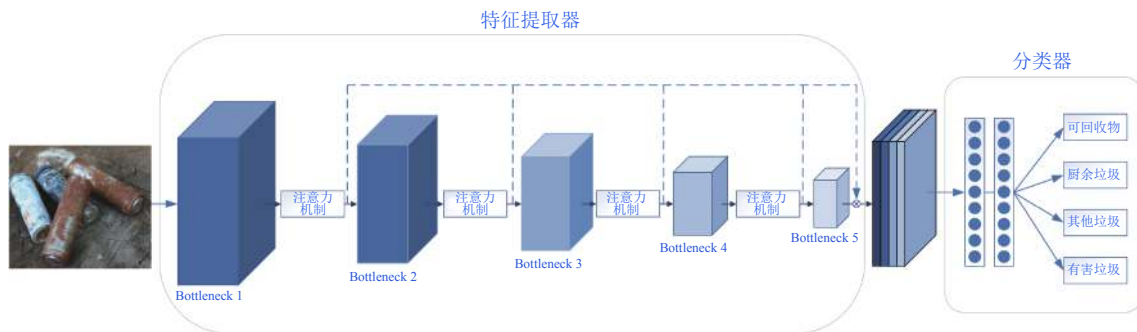 特征提取器
分类器
注意力
机制
注意力
机制
注意力
机制
注意力
机制
Bottleneck 1
Bottleneck 2
Bottleneck 3
Bottleneck 4
Bottleneck 5
可回收物
厨余垃圾
其他垃圾
有害垃圾